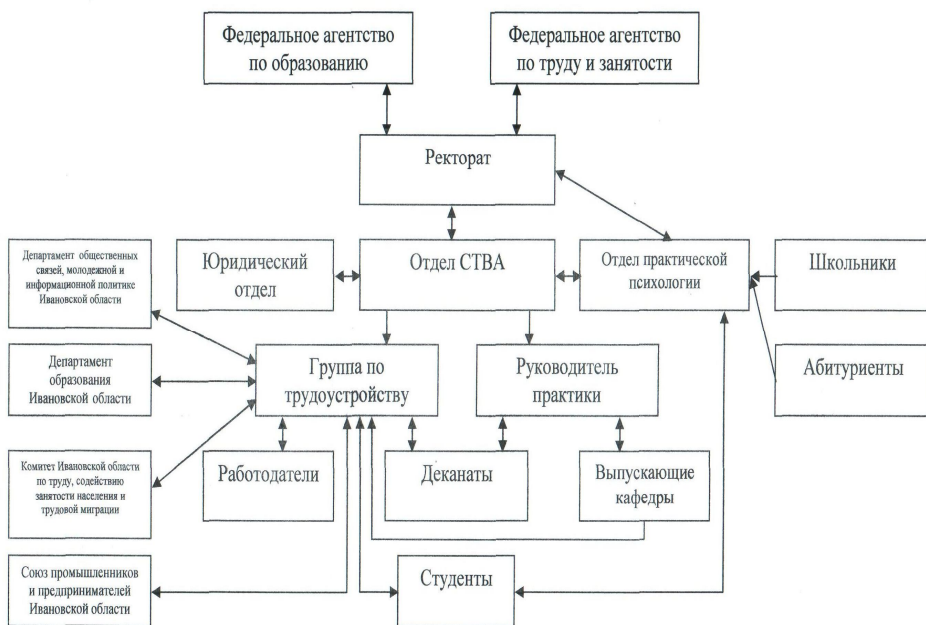 Федеральное агентство
по образованию
Федеральное агентство
по труду и занятости
Ректорат
Департамент общественных
связей, молодежной и
информационной политике
Ивановской области
Юридический
отдел
Отдел СТВА
Отдел практической
психологии
Школьники
Департамент
образования
Ивановской области
Группа по
трудоустройству
Руководитель
практики
Абитуриенты
Комитет Ивановской области
по труду, содействию
занятости населения и
трудовой миграции
Работодатели
Деканаты
Выпускающие
кафедры
Союз промышленников
и предпринимателей
Ивановской области
Студенты